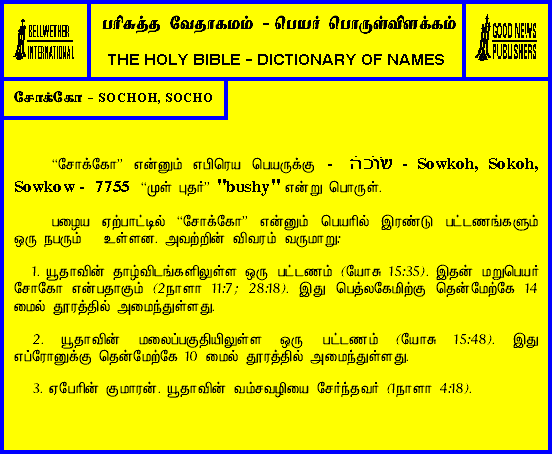 BELLWETHER
INTERNATIONAL
பரிசுத்த வேதாகமம் - பெயர் பொருள்விளக்கம்
THE HOLY BIBLE - DICTIONARY OF NAMES
GOOD NEWS
PUBLISHERS
சோக்கோ - SOCHOH, SOCHO
“சோக்கோ” என்னும் எபிரெய பெயருக்கு - שׂוֹכֹה - Sowkoh, Sokoh,
Sowkow - 7755 “முள் புதர்” "bushy" என்று பொருள்.
பழைய ஏற்பாட்டில் “சோக்கோ” என்னும் பெயரில் இரண்டு பட்டணங்களும்
ஒரு நபரும் உள்ளன. அவற்றின் விவரம் வருமாறு:
1. யூதாவின் தாழ்விடங்களிலுள்ள ஒரு பட்டணம் (யோசு 15:35). இதன் மறுபெயர்
சோகோ என்பதாகும் (2நாளா 11:7; 28:18). இது பெத்லகேமிற்கு தென்மேற்கே 14
மைல் தூரத்தில் அமைந்துள்ளது.
2. யூதாவின் மலைப்பகுதியிலுள்ள ஒரு பட்டணம் (யோசு 15:48). இது
எப்ரோனுக்கு தென்மேற்கே 10 மைல் தூரத்தில் அமைந்துள்ளது.
3. ஏபேரின் குமாரன். யூதாவின் வம்சவழியை சேர்ந்தவர் (1நாளா 4:18).